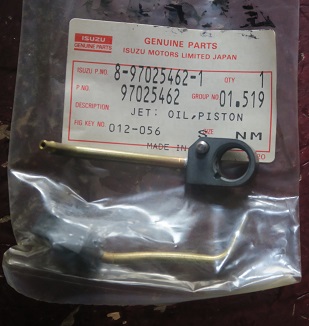 ISUZU
GENUINE PARTS
GENUINE PARTS
ISUZU MOTORS LIMITED JAPAN
ISUZU P.NO. 8-97025462-1 QTY 1
P.NO. 97025462 GROUP NO 01.519
DESCRIPTION JET: OIL,PISTON
FIG KEY NO. 012-056 S NM
MADE IN